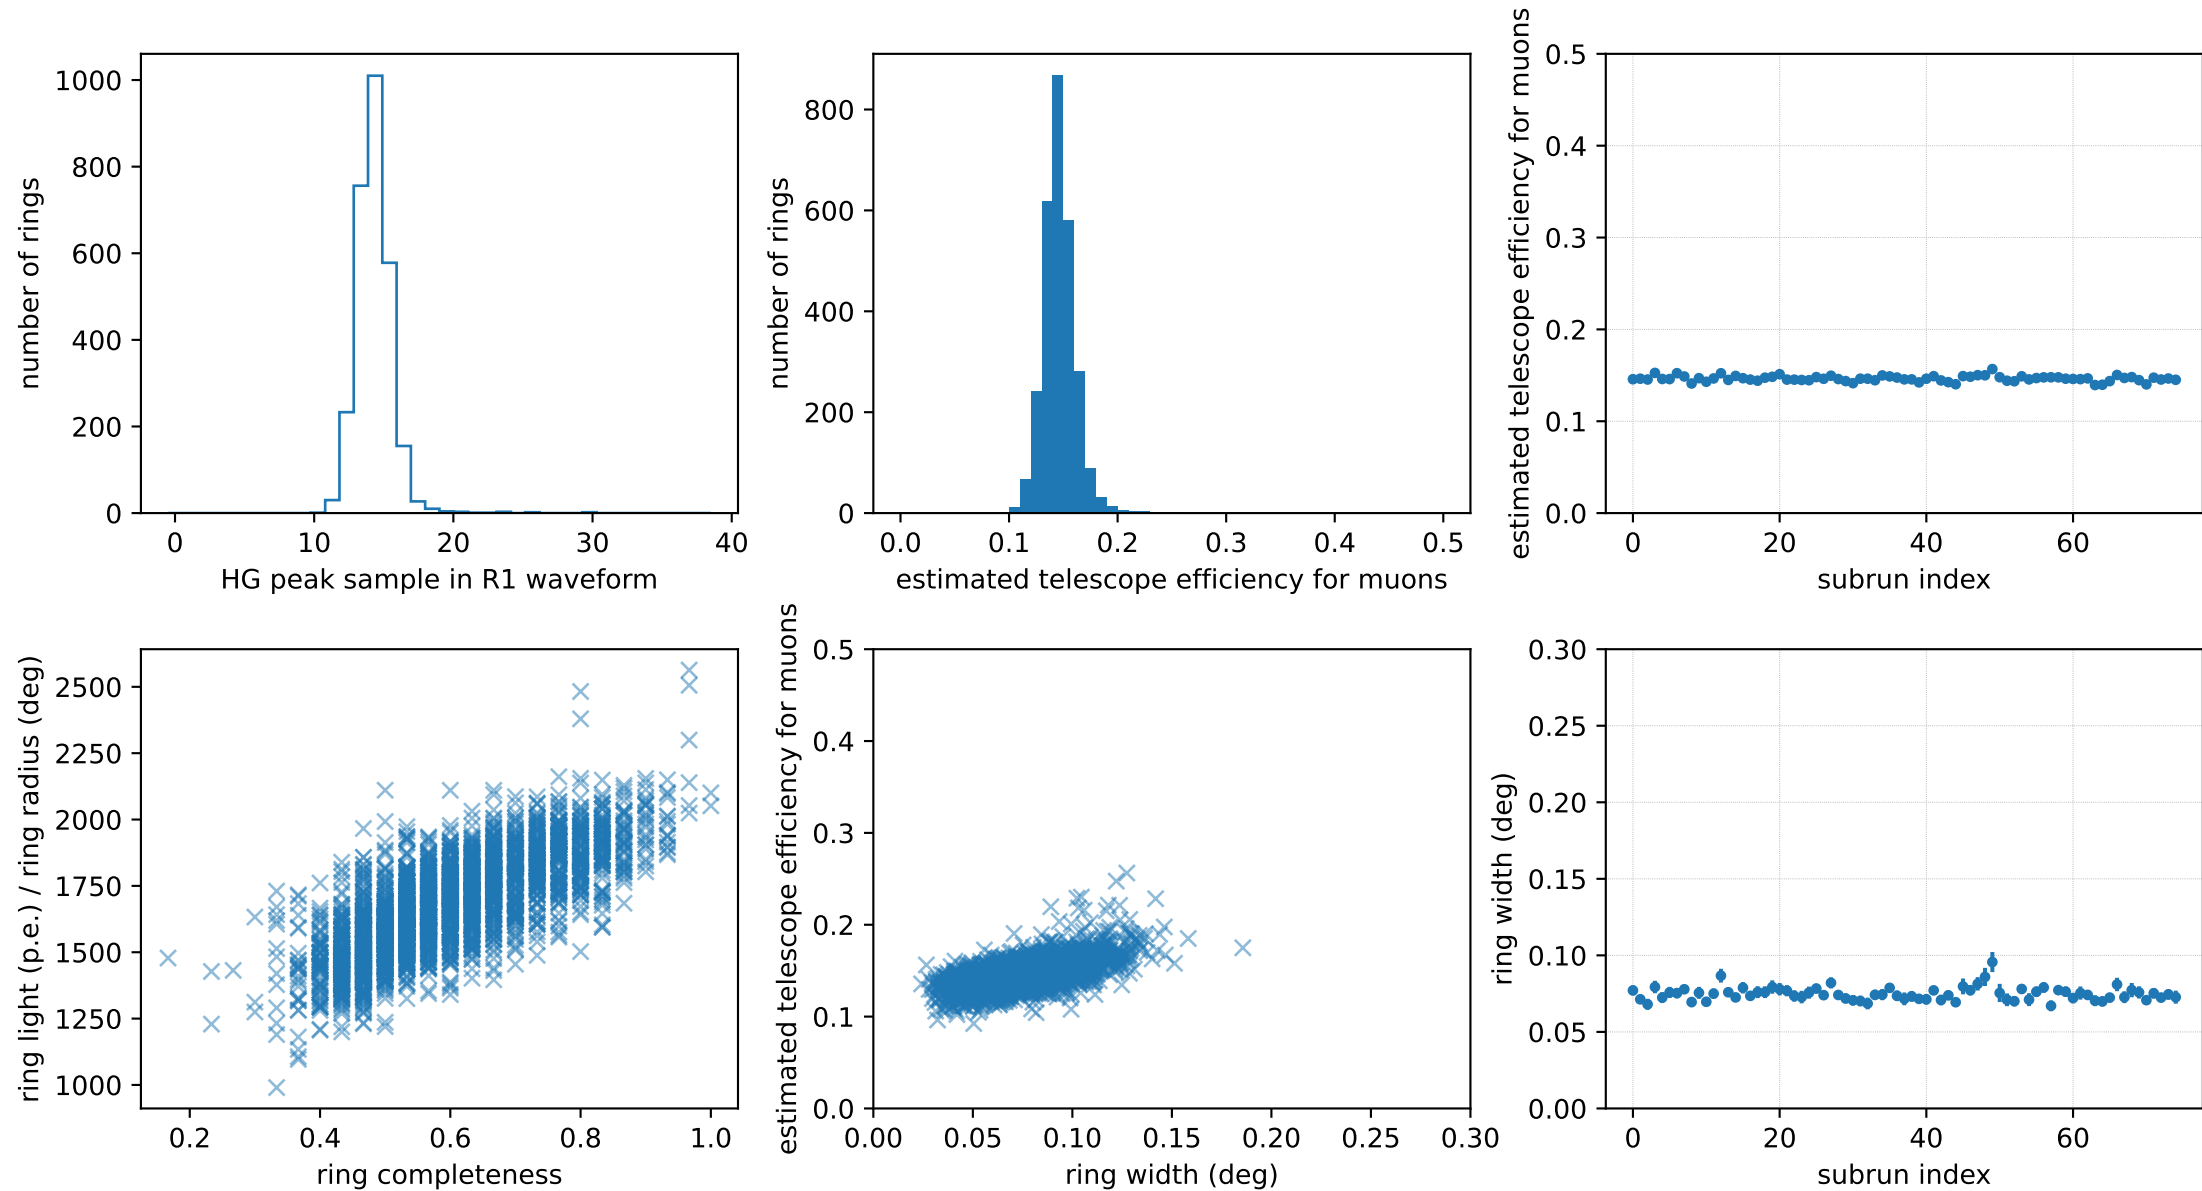 number of rings
1000
800
600
400
200
0
0 10 20 30 40
HG peak sample in R1 waveform
number of rings
800
600
400
200
0
0.0 0.1 0.2 0.3 0.4 0.5
estimated telescope efficiency for muons
estimated telescope efficiency for muons
0.5
0.4
0.3
0.2
0.1
0.0
0 20 40 60
subrun index
ring light (p.e.) / ring radius (deg)
2500
2250
2000
1750
1500
1250
1000
0.2 0.4 0.6 0.8 1.0
ring completeness
estimated telescope efficiency for muons
0.5
0.4
0.3
0.2
0.1
0.0
0.00 0.05 0.10 0.15 0.20 0.25 0.30
ring width (deg)
ring width (deg)
0.30
0.25
0.20
0.15
0.10
0.05
0.00
0 20 40 60
subrun index